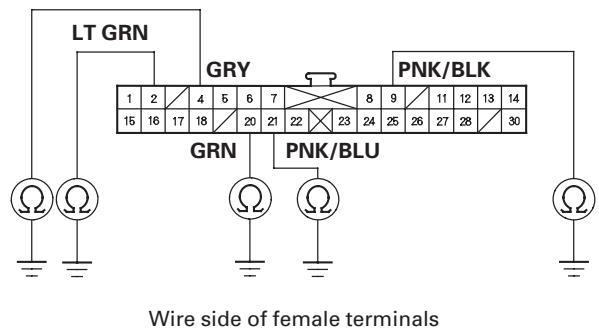 LT GRN
GRY PNK/BLK
1 2 4 5 6 7 8 9 11 12 13 14
15 16 17 18 20 21 22 23 24 25 26 27 28 30
GRN PNK/BLU
Ω Ω Ω Ω Ω
Wire side of female terminals